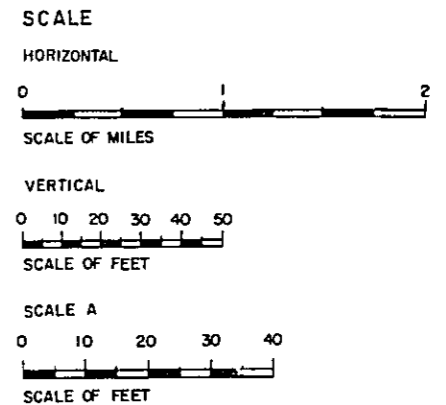 SCALE
HORIZONTAL
0 1 2
SCALE OF MILES
VERTICAL
0 10 20 30 40 50
SCALE OF FEET
SCALE A
0 10 20 30 40
SCALE OF FEET